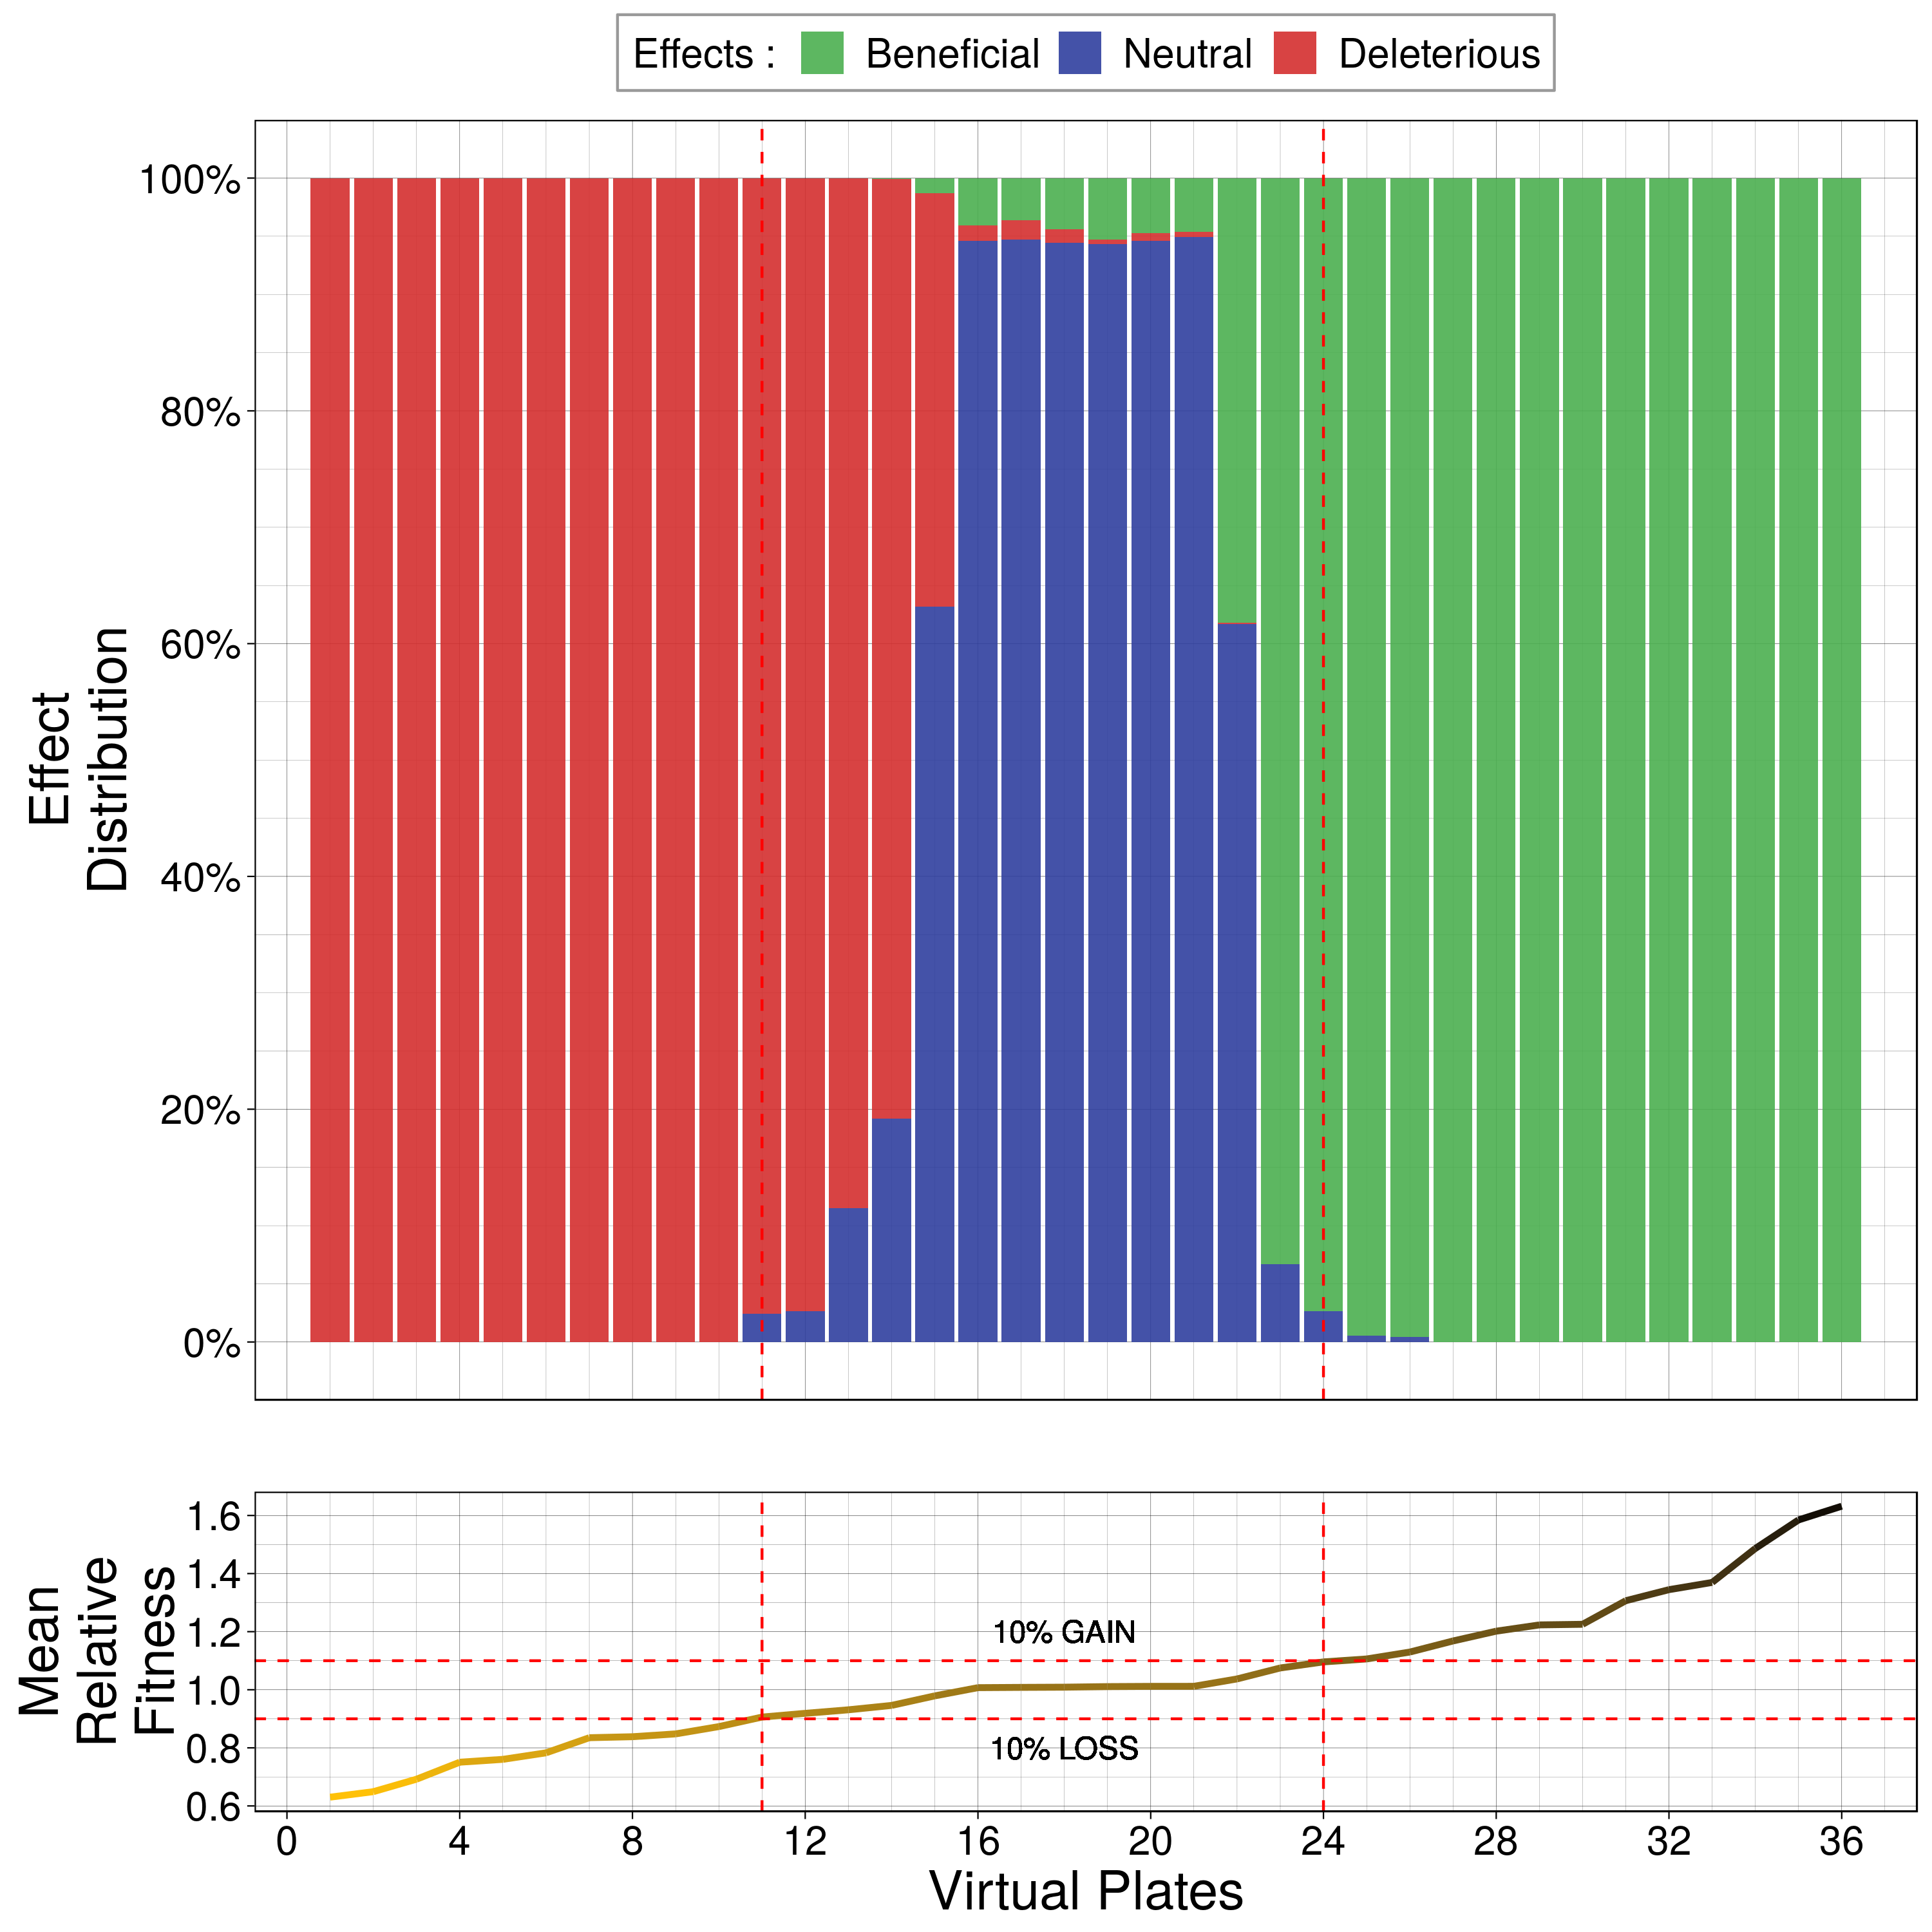 Effects : Beneficial Neutral Deleterious
Effect
Distribution
100%
80%
60%
40%
20%
0%
Mean
Relative
Fitness
1.6
1.4
1.2
1.0
0.8
0.6
10% GAIN
10% LOSS
0 4 8 12 16 20 24 28 32 36
Virtual Plates